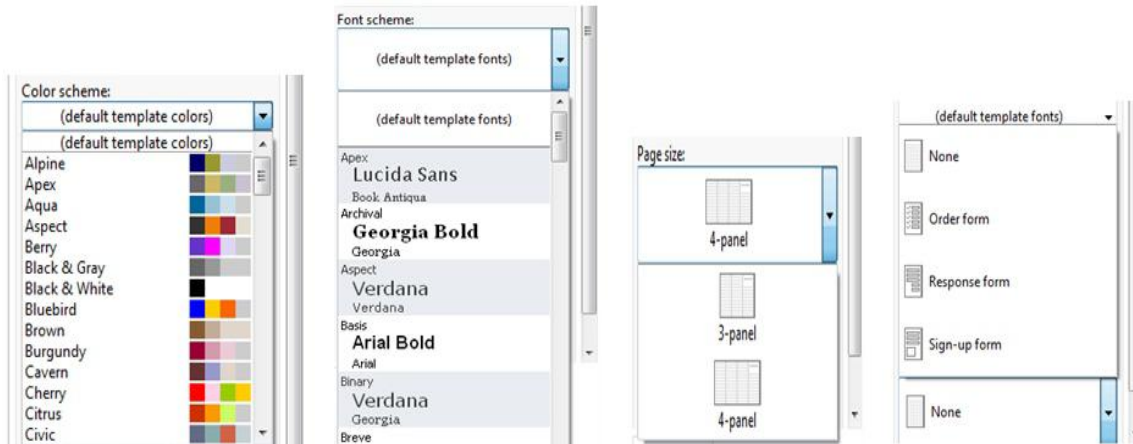 Color scheme:
(default template colors)
(default template colors)
Alpine
Apex
Aqua
Aspect
Berry
Black & Gray
Black & White
Bluebird
Brown
Burgundy
Cavern
Cherry
Citrus
Civic
Font scheme:
(default template fonts)
(default template fonts)
Apex
Lucida Sans
Book Antiqua
Archival
Georgia Bold
Georgia
Aspect
Verdana
Verdana
Basis
Arial Bold
Arial
Binary
Verdana
Georgia
Breve
Page size:
4-panel
3-panel
4-panel
(default template fonts)
None
Order form
Response form
Sign-up form
None